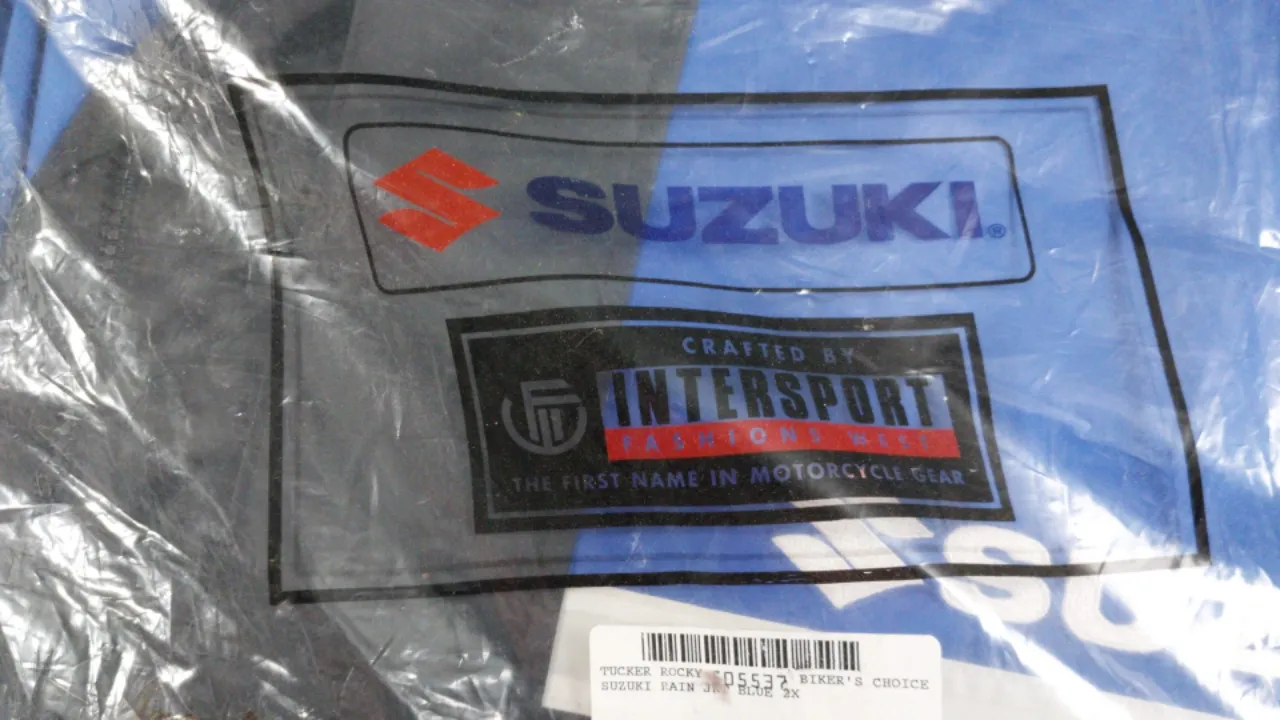 SUZUKI®
CRAFTED BY
INTERSPORT
FASHIONS WEST
THE FIRST NAME IN MOTORCYCLE GEAR
TUCKER ROCKY BIKER'S CHOICE
SUZUKI RAIN BLUE 2X